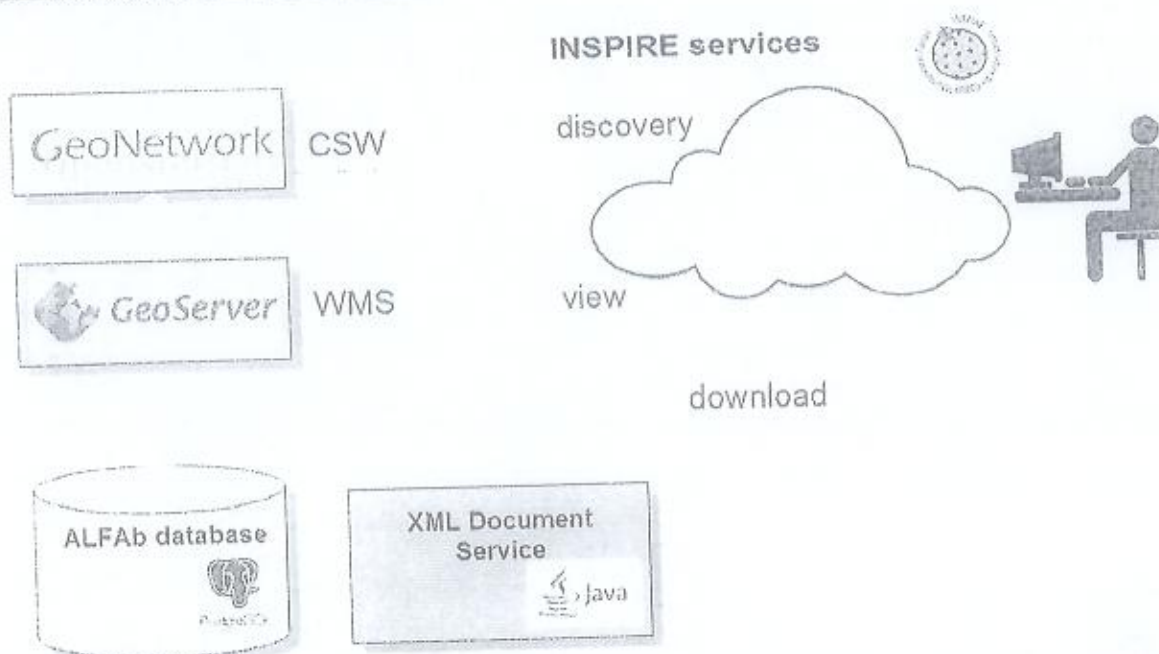 INSPIRE services
GeoNetwork
CSW
discovery
GeoServer
WMS
view
download
ALFAb database
XML Document
Service
Java